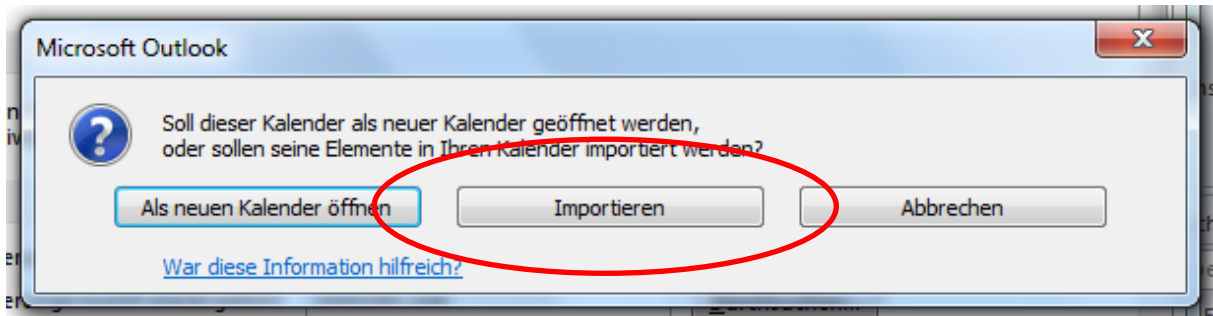 Microsoft Outlook
Soll dieser Kalender als neuer Kalender geöffnet werden,
oder sollen seine Elemente in Ihren Kalender importiert werden?
Als neuen Kalender öffnen
Importieren
Abbrechen
War diese Information hilfreich?